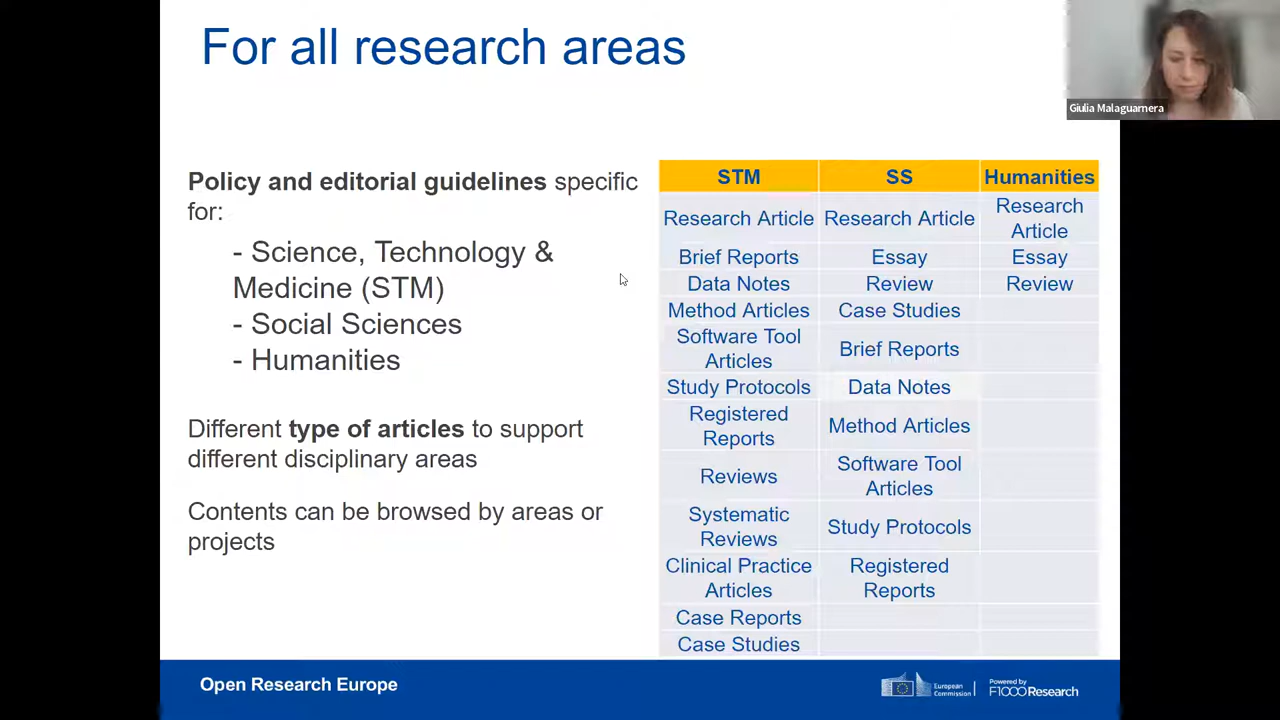 For all research areas
Giulia Malaguarnera
Policy and editorial guidelines specific
for:
- Science, Technology &
Medicine (STM)
- Social Sciences
- Humanities
Different type of articles to support
different disciplinary areas
Contents can be browsed by areas or
projects
STM SS Humanities
Research Article Research Article Research
Article
Brief Reports Essay Essay
Data Notes Review Review
Method Articles Case Studies
Software Tool
Articles Brief Reports
Study Protocols Data Notes
Registered
Reports Method Articles
Reviews Software Tool
Articles
Systematic
Reviews Study Protocols
Clinical Practice
Articles Registered
Reports
Case Reports
Case Studies
Open Research Europe
European
Commission
Powered by
F1000Research